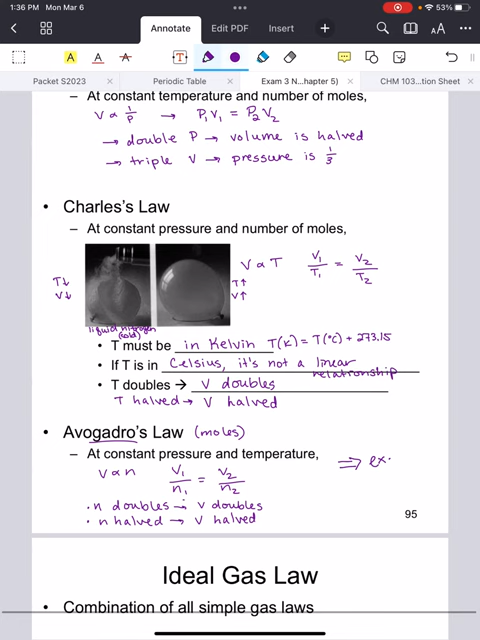 1:36 PM Mon Mar 6
53%
Annotate Edit PDF Insert
Packet S2023 Periodic Table Exam 3 N...hapter 5) CHM 103...tion Sheet
– At constant temperature and number of moles,
V ∝ 1/P → P₁V₁ = P₂V₂
→ double P → volume is halved
→ triple V → pressure is 1/3
• Charles's Law
– At constant pressure and number of moles,
T↓ V↓
T↑ V↑
V ∝ T V₁/T₁ = V₂/T₂
liquid nitrogen
(cold)
• T must be in Kelvin T(K) = T(°C) + 273.15
• If T is in Celsius, it's not a linear
relationship
• T doubles → V doubles
T halved → V halved
• Avogadro's Law (moles)
– At constant pressure and temperature,
V ∝ n V₁/n₁ = V₂/n₂ ⇒ ex.
• n doubles → V doubles
• n halved → V halved
95
Ideal Gas Law
• Combination of all simple gas laws